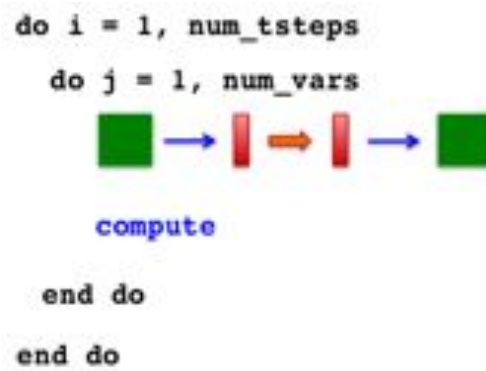 do i = 1, num_tsteps
do j = 1, num_vars
compute
end do
end do